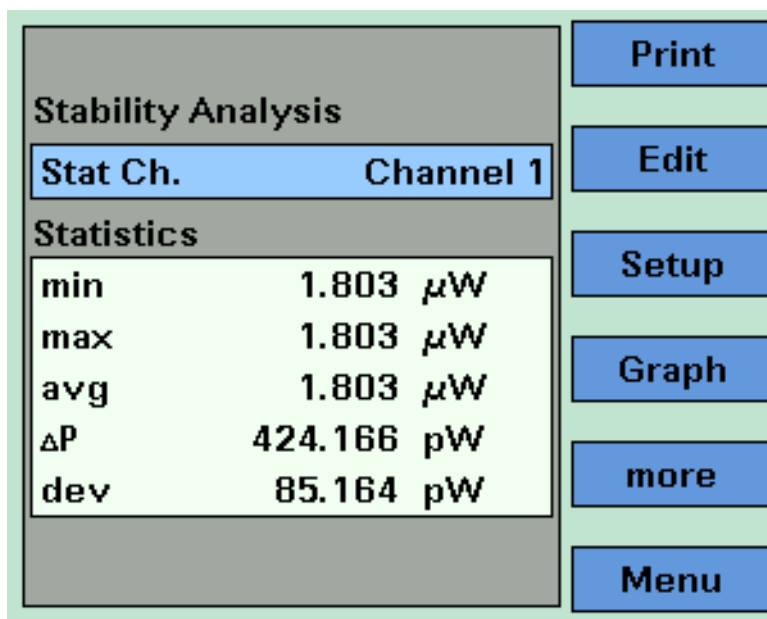 Stability Analysis
Stat Ch. Channel 1
Statistics
min 1.803 µW
max 1.803 µW
avg 1.803 µW
△P 424.166 pW
dev 85.164 pW
Print
Edit
Setup
Graph
more
Menu